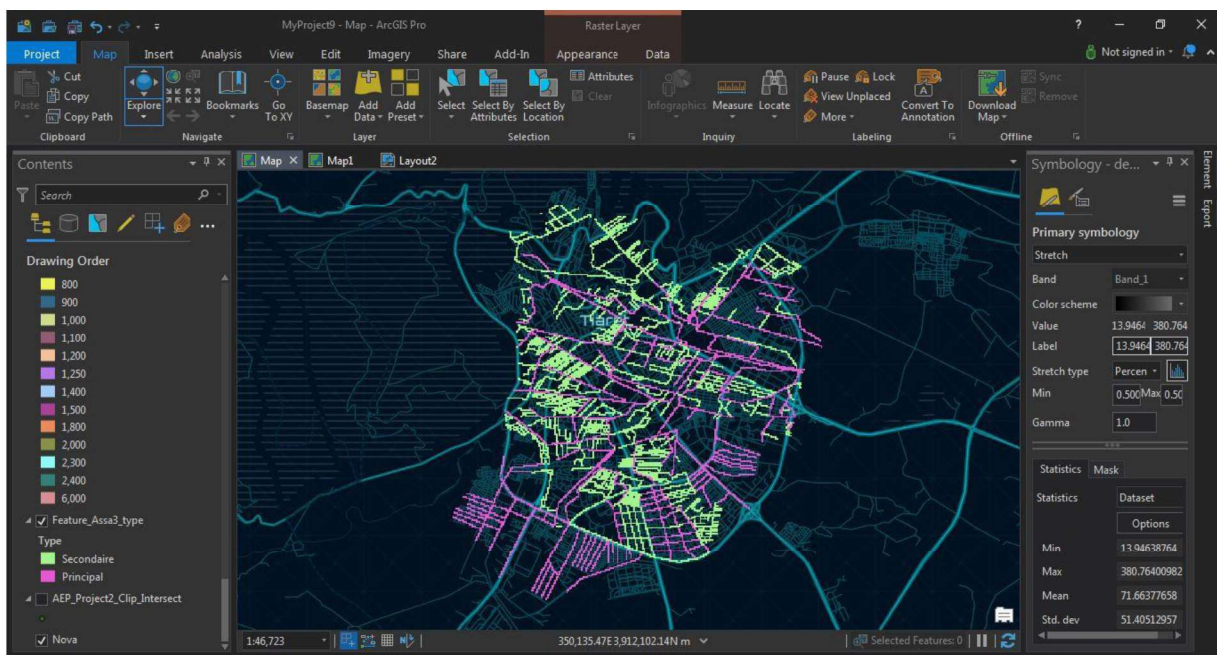 MyProject9 - Map - ArcGIS Pro
Raster Layer
?
Project Map Insert Analysis View Edit Imagery Share Add-In Appearance Data
Not signed in
Paste
Cut
Copy
Copy Path
Clipboard
Explore
Bookmarks
Go To XY
Navigate
Basemap
Add Data
Add Preset
Layer
Select
Select By Attributes
Select By Location
Attributes
Clear
Selection
Infographics
Measure
Locate
Inquiry
Pause
Lock
View Unplaced
More
Convert To Annotation
Labeling
Download Map
Sync
Remove
Offline
Contents
Search
Drawing Order
800
900
1,000
1,100
1,200
1,250
1,400
1,500
1,800
2,000
2,300
2,400
6,000
Feature_Assa3_type
Type
Secondaire
Principal
AEP_Project2_Clip_Intersect
Nova
Map
Map1
Layout2
Tiaret
1:46,723
350,135.47E 3,912,102.14N m
Selected Features: 0
Symbology - de...
Primary symbology
Stretch
Band Band_1
Color scheme
Value 13.9464 380.764
Label 13.9464 380.764
Stretch type Percen
Min 0.500 Max 0.50
Gamma 1.0
Statistics Mask
Statistics Dataset
Options
Min 13.94638764
Max 380.76400982
Mean 71.66377658
Std. dev 51.40512957
Element
Export